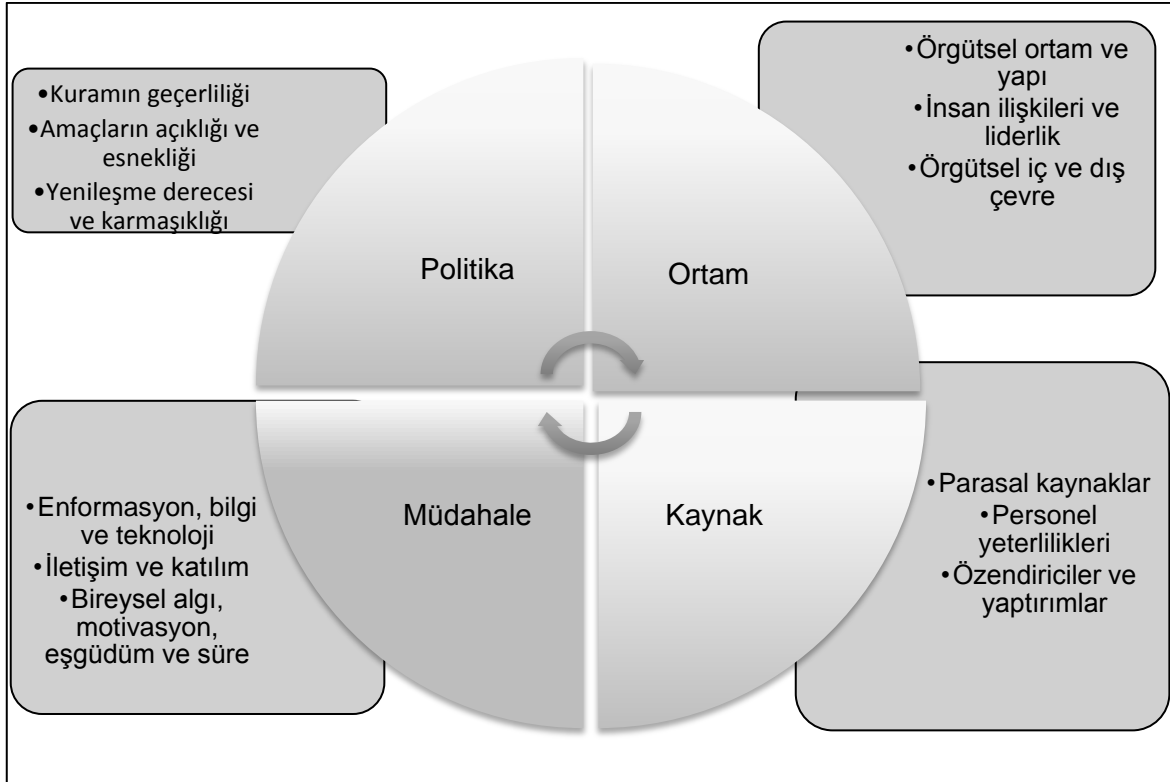 •Kuramın geçerliliği
•Amaçların açıklığı ve
esnekliği
•Yenileşme derecesi
ve karmaşıklığı
•Örgütsel ortam ve
yapı
•İnsan ilişkileri ve
liderlik
•Örgütsel iç ve dış
çevre
Politika
Ortam
Müdahale
Kaynak
•Enformasyon, bilgi
ve teknoloji
•İletişim ve katılım
•Bireysel algı,
motivasyon,
eşgüdüm ve süre
•Parasal kaynaklar
•Personel
yeterlilikleri
•Özendiriciler ve
yaptırımlar